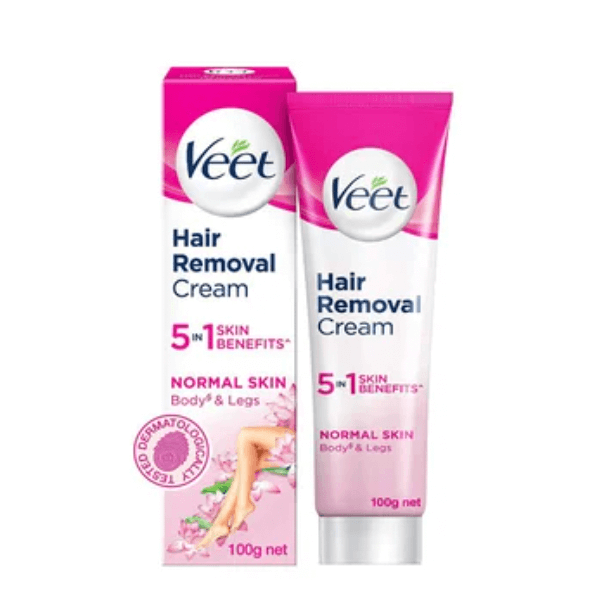 Veet
Hair
Removal
Cream
5 IN 1 SKIN
BENEFITS^
NORMAL SKIN
Body§ & Legs
DERMATOLOGICALLY
TESTED
100g net
Veet
Hair
Removal
Cream
5 IN 1 SKIN
BENEFITS^
NORMAL SKIN
Body§ & Legs
100g net